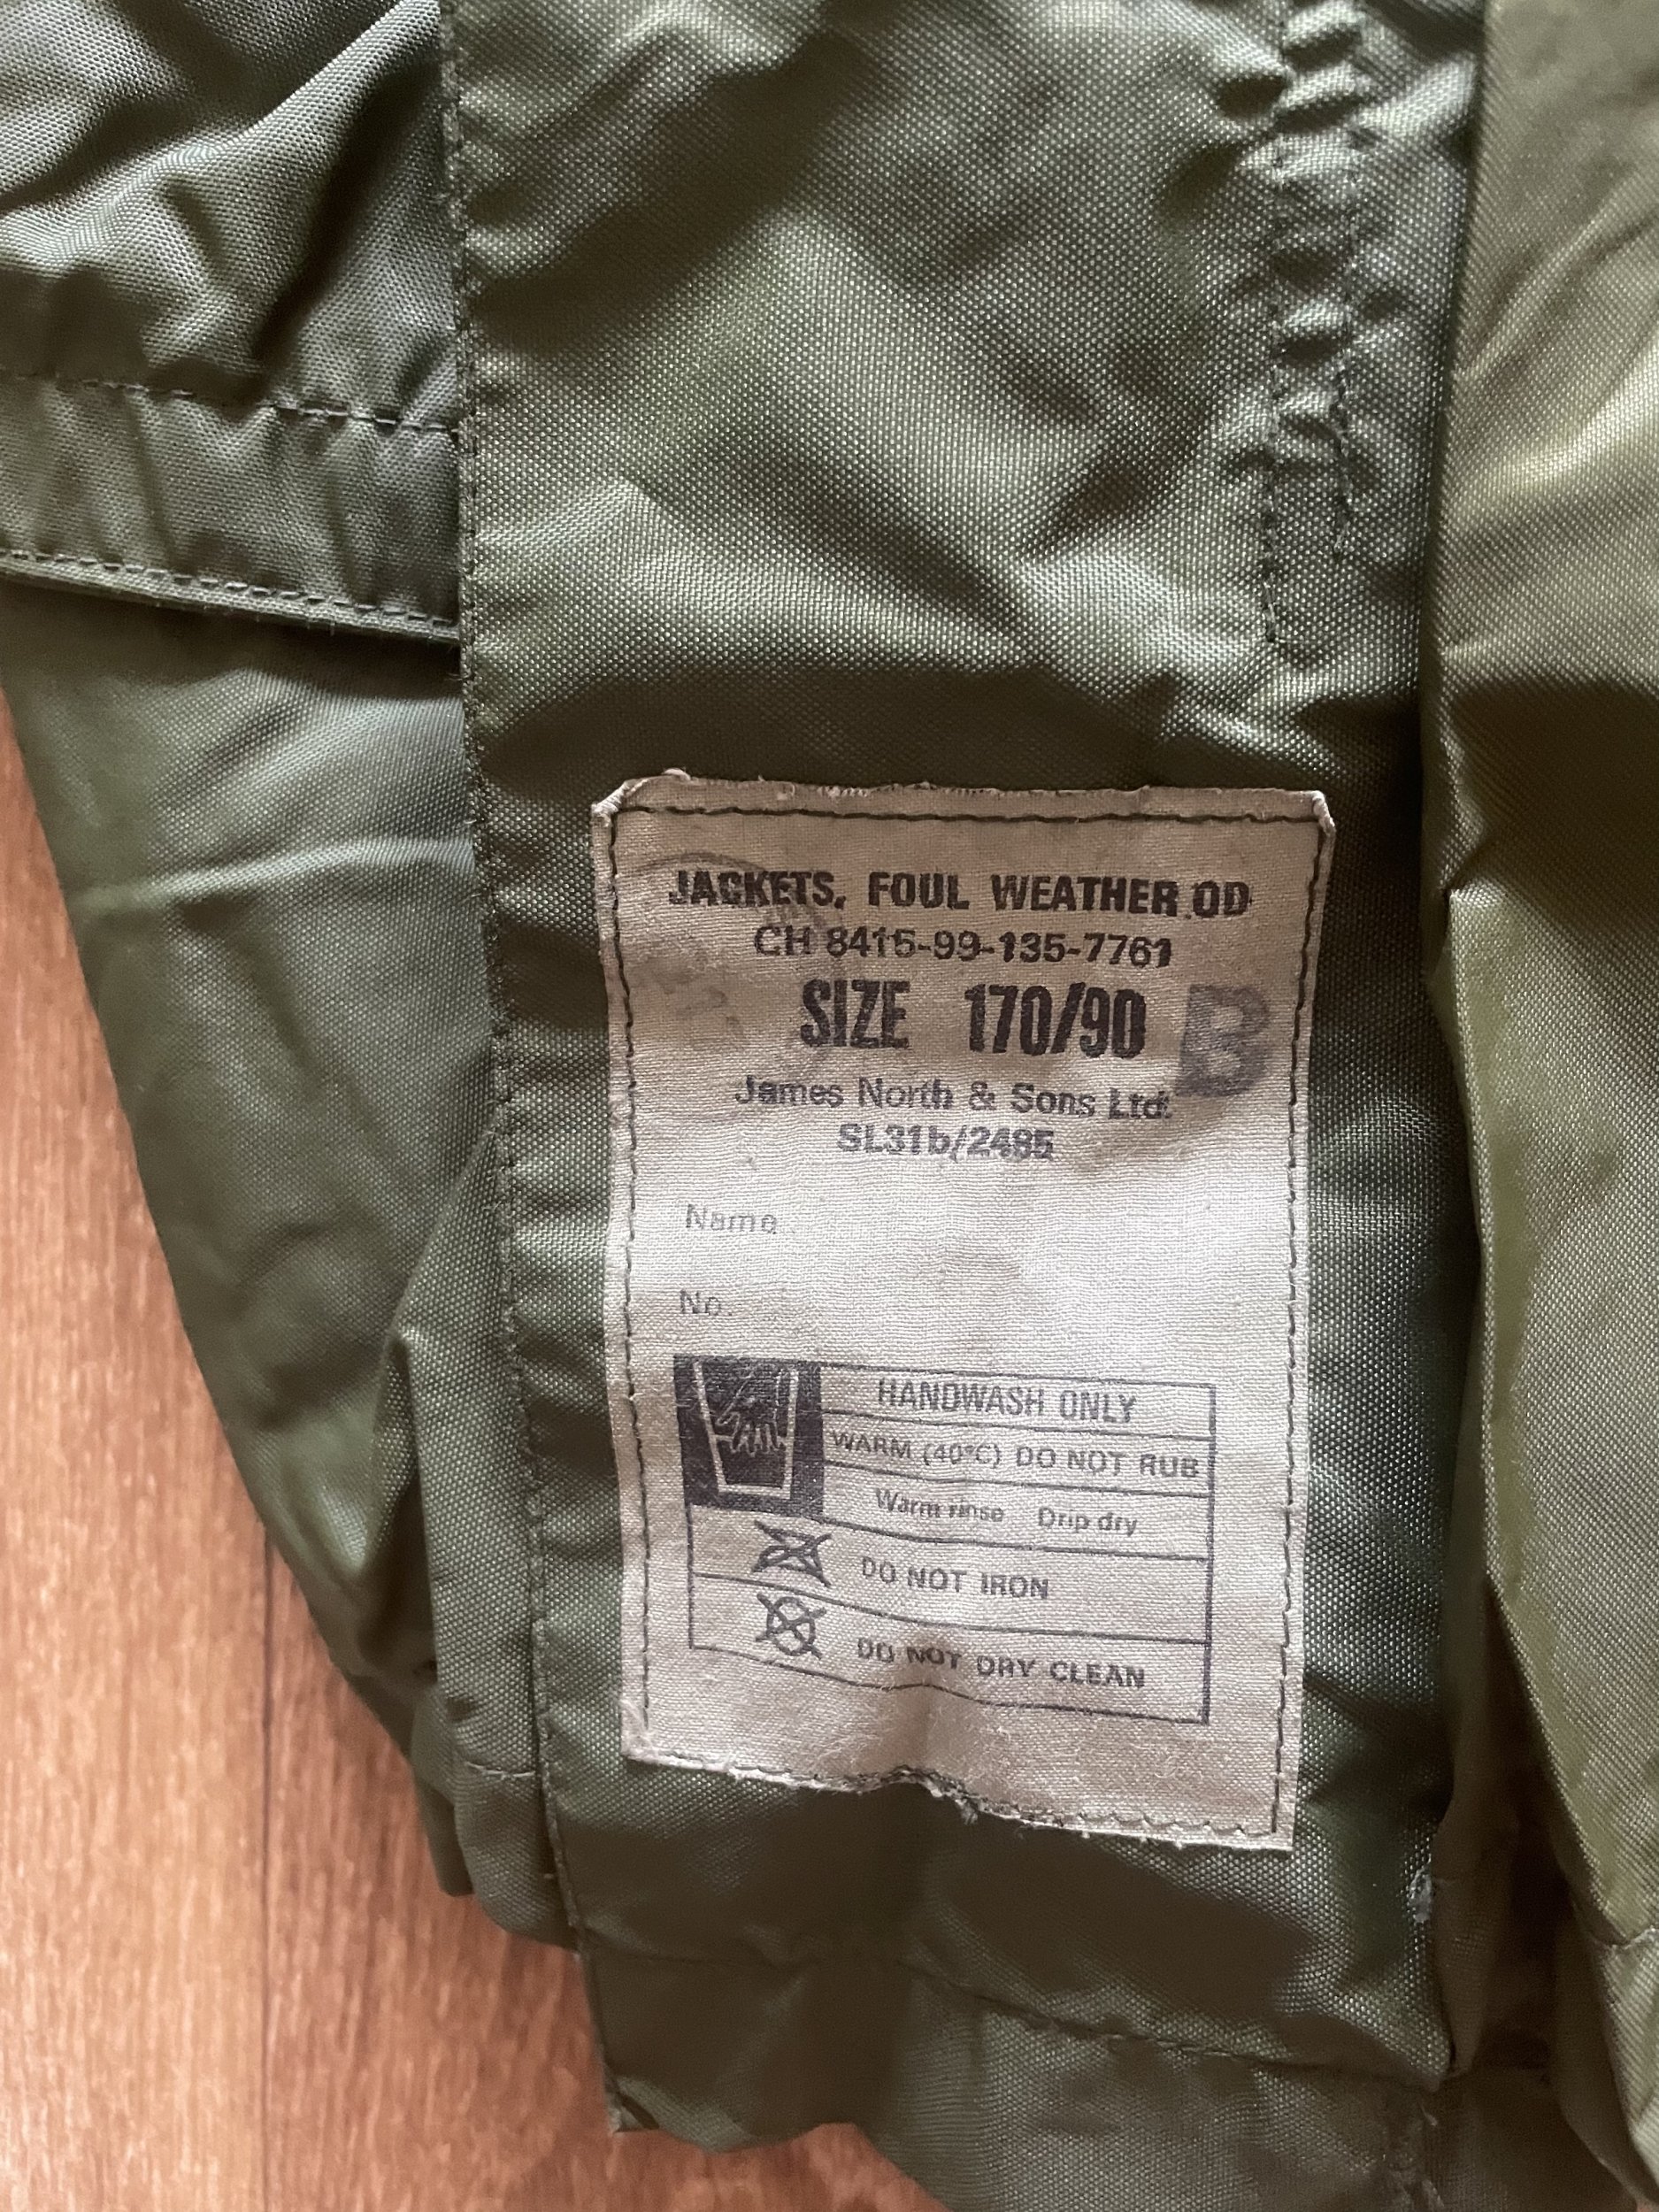 JACKETS, FOUL WEATHER OD
CH 8415-99-135-7761
SIZE 170/90 B
James North & Sons Ltd.
SL31b/2485
Name
No.
HANDWASH ONLY
WARM (40°C) DO NOT RUB
Warm rinse Drip dry
DO NOT IRON
DO NOT DRY CLEAN